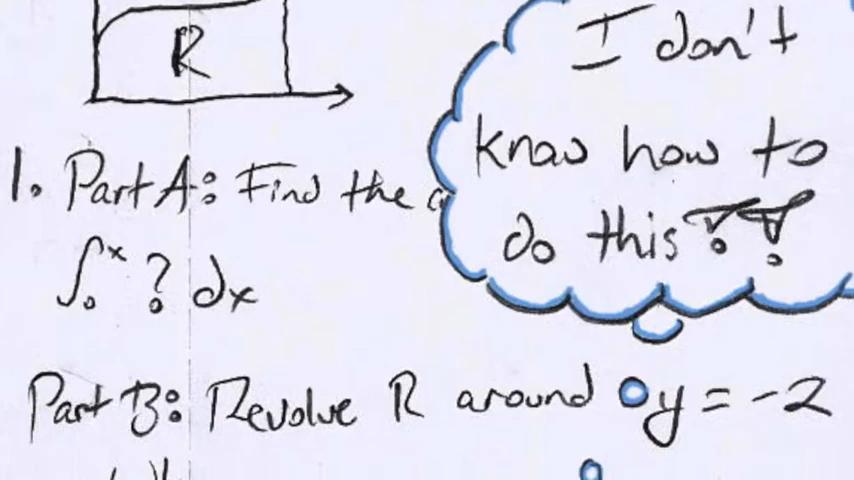 R
I don't
know how to
do this??
1. Part A: Find the
∫₀ˣ ? dx
Part B: Revolve R around y = -2